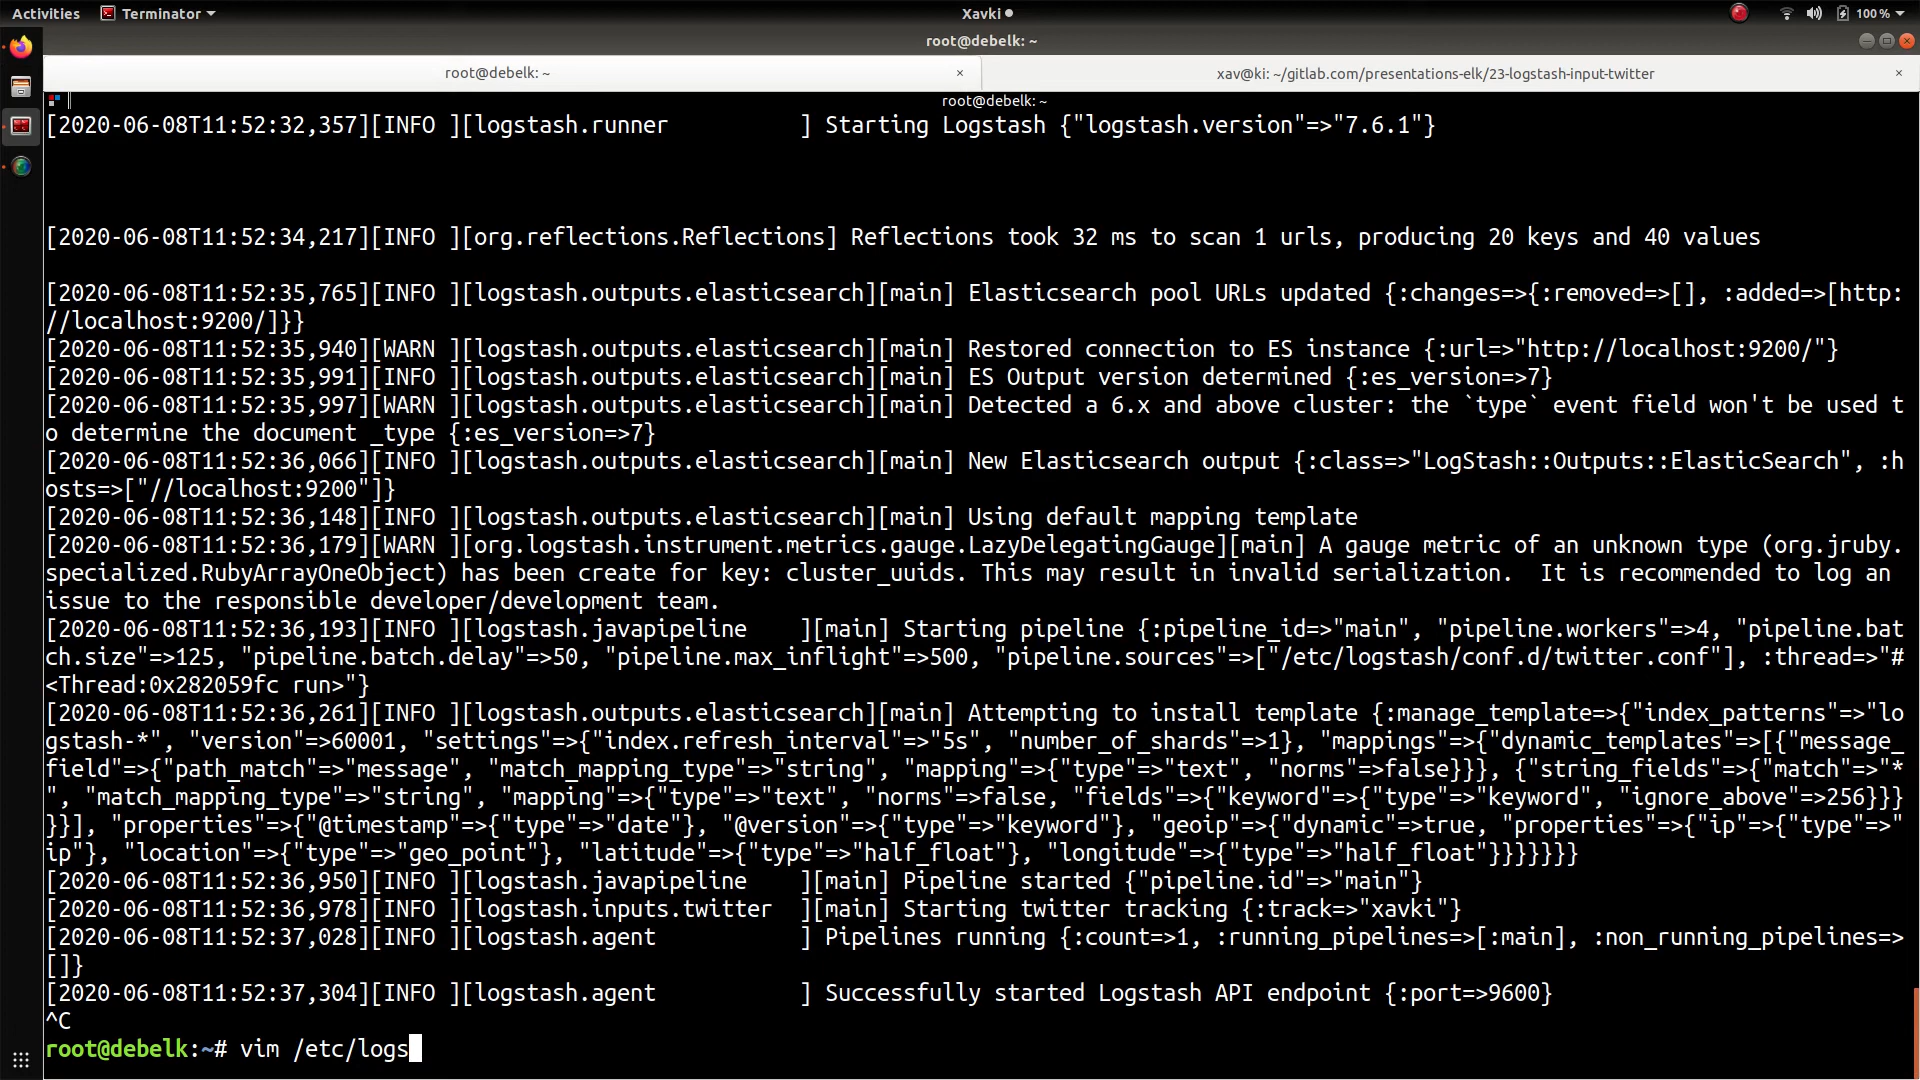 Activities Terminator Xavki 100 %
root@debelk: ~
root@debelk: ~ × xav@ki: ~/gitlab.com/presentations-elk/23-logstash-input-twitter ×
root@debelk: ~
[2020-06-08T11:52:32,357][INFO ][logstash.runner          ] Starting Logstash {"logstash.version"=>"7.6.1"}
[2020-06-08T11:52:34,217][INFO ][org.reflections.Reflections] Reflections took 32 ms to scan 1 urls, producing 20 keys and 40 values
[2020-06-08T11:52:35,765][INFO ][logstash.outputs.elasticsearch][main] Elasticsearch pool URLs updated {:changes=>{:removed=>[], :added=>[http:
//localhost:9200/]}}
[2020-06-08T11:52:35,940][WARN ][logstash.outputs.elasticsearch][main] Restored connection to ES instance {:url=>"http://localhost:9200/"}
[2020-06-08T11:52:35,991][INFO ][logstash.outputs.elasticsearch][main] ES Output version determined {:es_version=>7}
[2020-06-08T11:52:35,997][WARN ][logstash.outputs.elasticsearch][main] Detected a 6.x and above cluster: the `type` event field won't be used t
o determine the document _type {:es_version=>7}
[2020-06-08T11:52:36,066][INFO ][logstash.outputs.elasticsearch][main] New Elasticsearch output {:class=>"LogStash::Outputs::ElasticSearch", :h
osts=>["//localhost:9200"]}
[2020-06-08T11:52:36,148][INFO ][logstash.outputs.elasticsearch][main] Using default mapping template
[2020-06-08T11:52:36,179][WARN ][org.logstash.instrument.metrics.gauge.LazyDelegatingGauge][main] A gauge metric of an unknown type (org.jruby.
specialized.RubyArrayOneObject) has been create for key: cluster_uuids. This may result in invalid serialization.  It is recommended to log an
issue to the responsible developer/development team.
[2020-06-08T11:52:36,193][INFO ][logstash.javapipeline    ][main] Starting pipeline {:pipeline_id=>"main", "pipeline.workers"=>4, "pipeline.bat
ch.size"=>125, "pipeline.batch.delay"=>50, "pipeline.max_inflight"=>500, "pipeline.sources"=>["/etc/logstash/conf.d/twitter.conf"], :thread=>"#
<Thread:0x282059fc run>"}
[2020-06-08T11:52:36,261][INFO ][logstash.outputs.elasticsearch][main] Attempting to install template {:manage_template=>{"index_patterns"=>"lo
gstash-*", "version"=>60001, "settings"=>{"index.refresh_interval"=>"5s", "number_of_shards"=>1}, "mappings"=>{"dynamic_templates"=>[{"message_
field"=>{"path_match"=>"message", "match_mapping_type"=>"string", "mapping"=>{"type"=>"text", "norms"=>false}}}, {"string_fields"=>{"match"=>"*
", "match_mapping_type"=>"string", "mapping"=>{"type"=>"text", "norms"=>false, "fields"=>{"keyword"=>{"type"=>"keyword", "ignore_above"=>256}}}
}}], "properties"=>{"@timestamp"=>{"type"=>"date"}, "@version"=>{"type"=>"keyword"}, "geoip"=>{"dynamic"=>true, "properties"=>{"ip"=>{"type"=>"
ip"}, "location"=>{"type"=>"geo_point"}, "latitude"=>{"type"=>"half_float"}, "longitude"=>{"type"=>"half_float"}}}}}}}
[2020-06-08T11:52:36,950][INFO ][logstash.javapipeline    ][main] Pipeline started {"pipeline.id"=>"main"}
[2020-06-08T11:52:36,978][INFO ][logstash.inputs.twitter  ][main] Starting twitter tracking {:track=>"xavki"}
[2020-06-08T11:52:37,028][INFO ][logstash.agent           ] Pipelines running {:count=>1, :running_pipelines=>[:main], :non_running_pipelines=>
[]}
[2020-06-08T11:52:37,304][INFO ][logstash.agent           ] Successfully started Logstash API endpoint {:port=>9600}
^C
root@debelk:~# vim /etc/logs